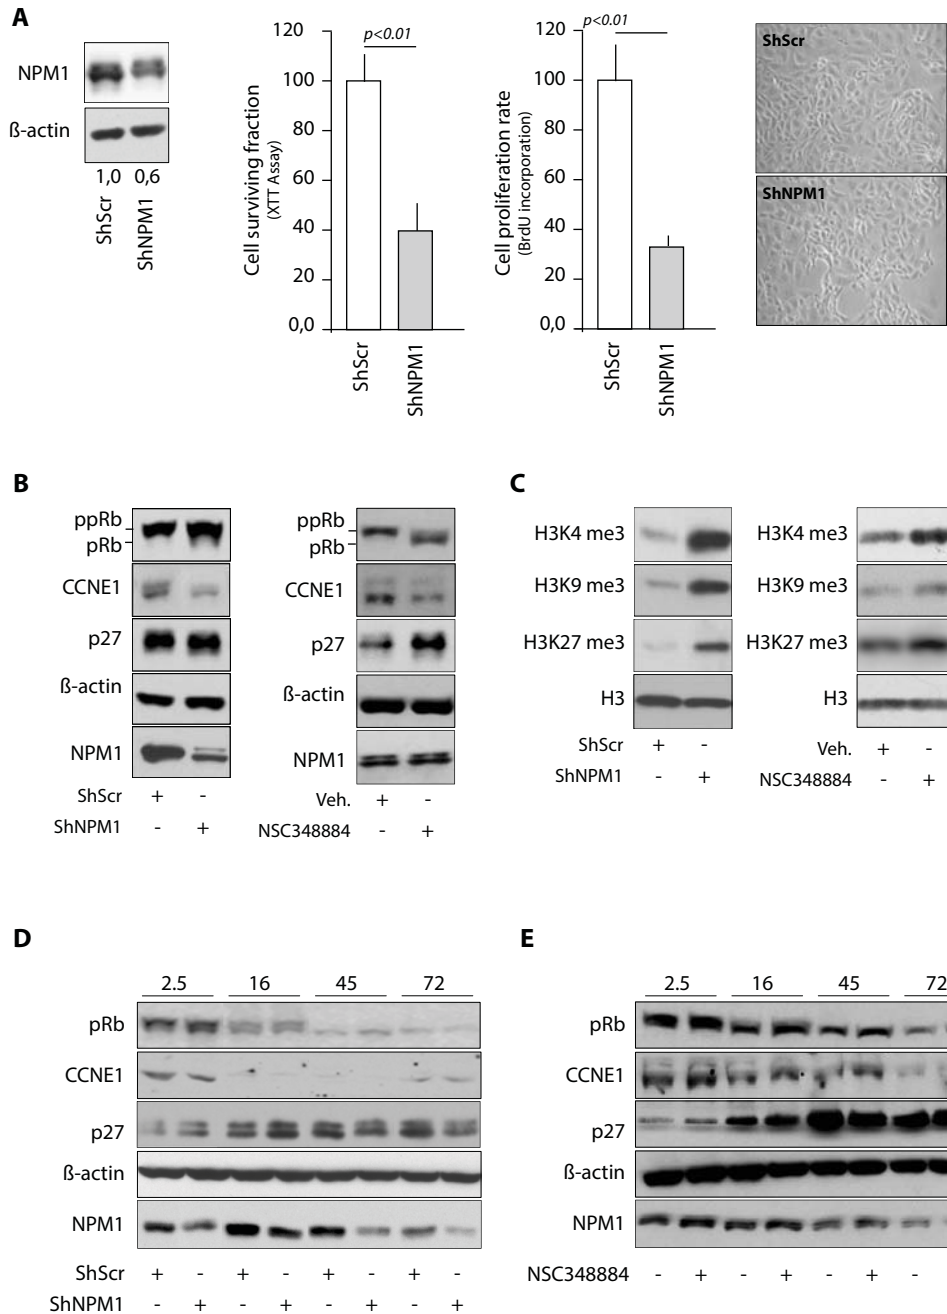 A
NPM1
ß-actin
1,0 0,6
ShScr
ShNPM1
Cell surviving fraction
(XTT Assay)
120
100
80
60
40
20
0,0
p<0.01
ShScr
ShNPM1
Cell proliferation rate
(BrdU incorporation)
120
100
80
60
40
20
0,0
p<0.01
ShScr
ShNPM1
ShScr
ShNPM1
B
ppRb
pRb
CCNE1
p27
ß-actin
NPM1
ShScr + -
ShNPM1 - +
ppRb
pRb
CCNE1
p27
ß-actin
NPM1
Veh. + -
NSC348884 - +
C
H3K4 me3
H3K9 me3
H3K27 me3
H3
ShScr + -
ShNPM1 - +
H3K4 me3
H3K9 me3
H3K27 me3
H3
Veh. + -
NSC348884 - +
D
2.5 16 45 72
pRb
CCNE1
p27
ß-actin
NPM1
ShScr + - + - + - + -
ShNPM1 - + - + - + - +
E
2.5 16 45 72
pRb
CCNE1
p27
ß-actin
NPM1
NSC348884 - + - + - + -